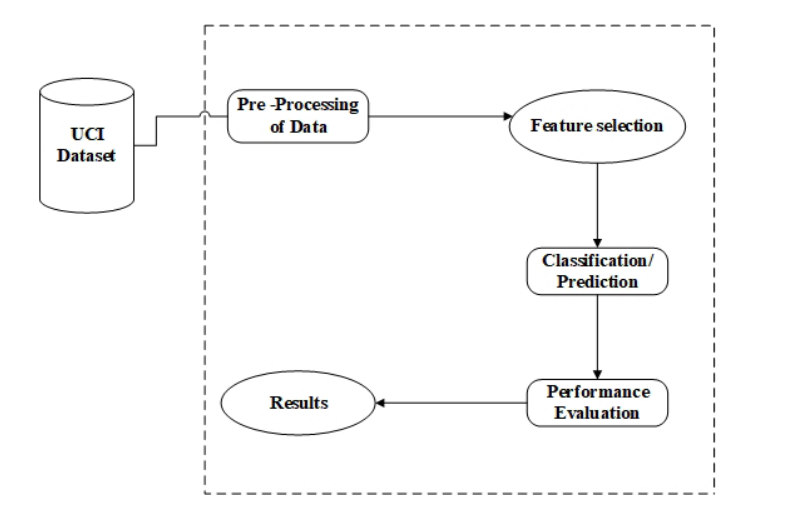 UCI
Dataset
Pre -Processing
of Data
Feature selection
Classification/
Prediction
Performance
Evaluation
Results